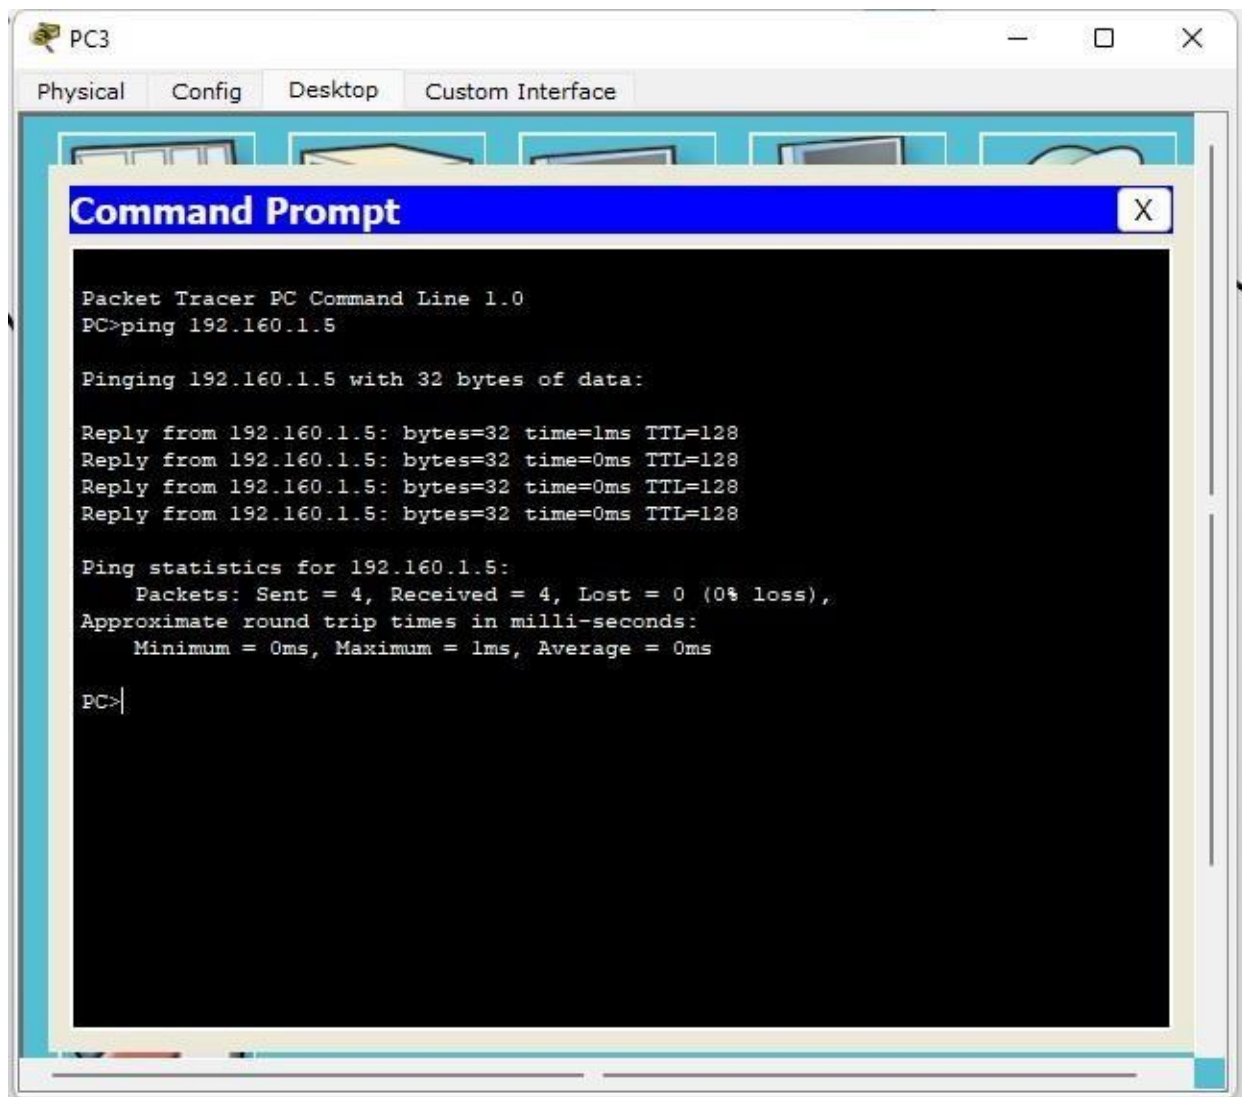 PC3
Physical Config Desktop Custom Interface
Command Prompt X
Packet Tracer PC Command Line 1.0
PC>ping 192.160.1.5
Pinging 192.160.1.5 with 32 bytes of data:
Reply from 192.160.1.5: bytes=32 time=1ms TTL=128
Reply from 192.160.1.5: bytes=32 time=0ms TTL=128
Reply from 192.160.1.5: bytes=32 time=0ms TTL=128
Reply from 192.160.1.5: bytes=32 time=0ms TTL=128
Ping statistics for 192.160.1.5:
Packets: Sent = 4, Received = 4, Lost = 0 (0% loss),
Approximate round trip times in milli-seconds:
Minimum = 0ms, Maximum = 1ms, Average = 0ms
PC>